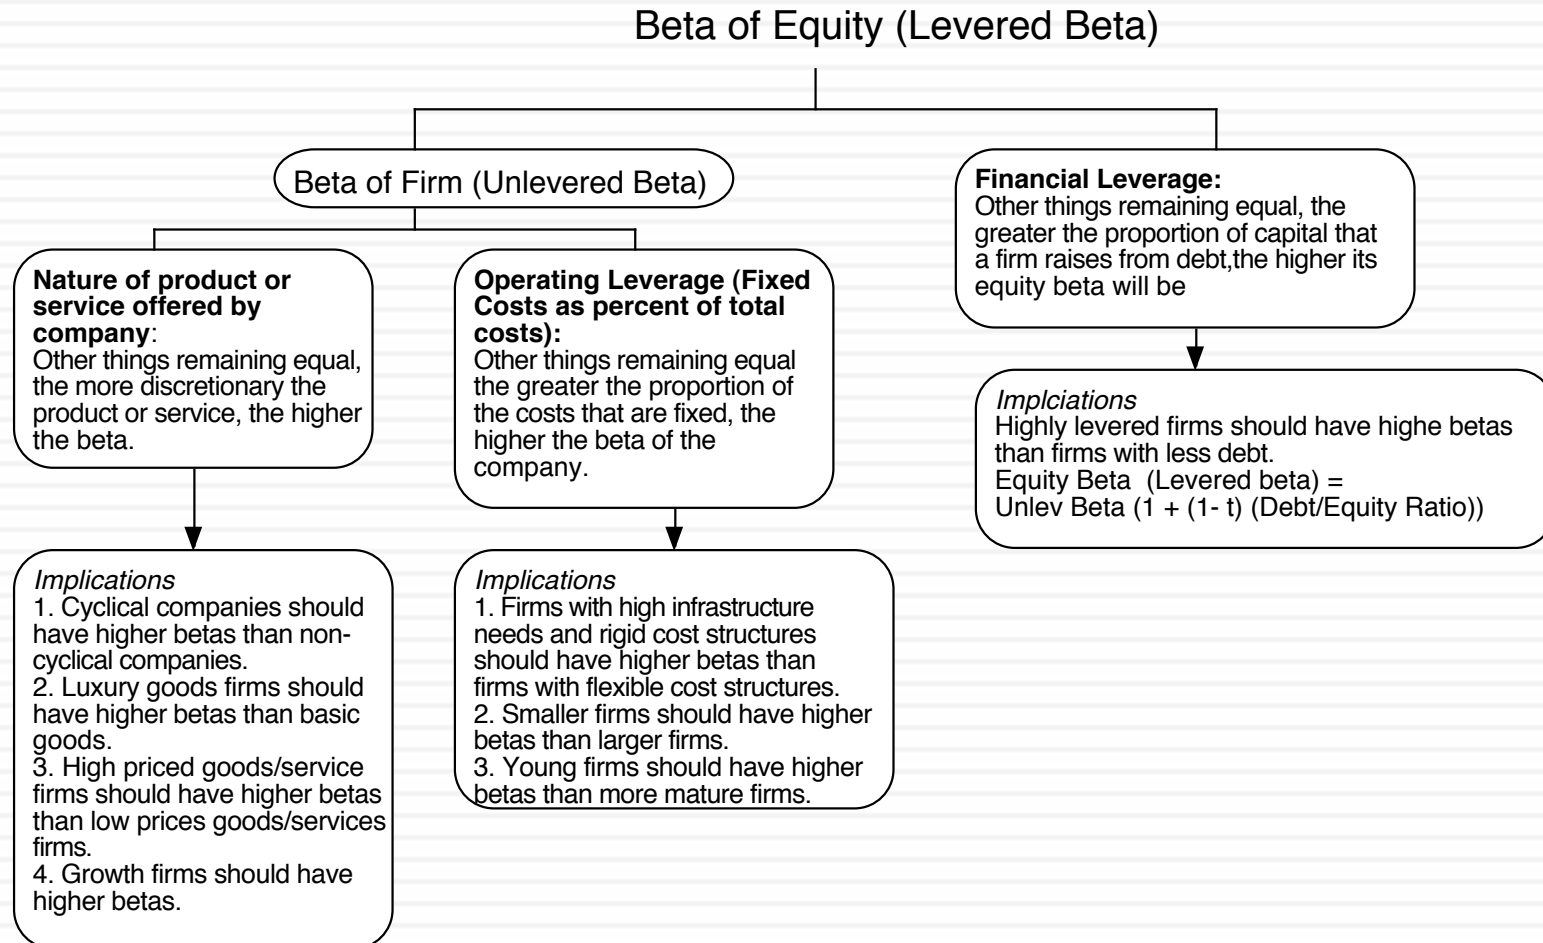 Beta of Equity (Levered Beta)
Beta of Firm (Unlevered Beta)
Nature of product or
service offered by
company:
Other things remaining equal,
the more discretionary the
product or service, the higher
the beta.
Operating Leverage (Fixed
Costs as percent of total
costs):
Other things remaining equal
the greater the proportion of
the costs that are fixed, the
higher the beta of the
company.
Financial Leverage:
Other things remaining equal, the
greater the proportion of capital that
a firm raises from debt,the higher its
equity beta will be
Implications
1. Cyclical companies should
have higher betas than non-
cyclical companies.
2. Luxury goods firms should
have higher betas than basic
goods.
3. High priced goods/service
firms should have higher betas
than low prices goods/services
firms.
4. Growth firms should have
higher betas.
Implications
1. Firms with high infrastructure
needs and rigid cost structures
should have higher betas than
firms with flexible cost structures.
2. Smaller firms should have higher
betas than larger firms.
3. Young firms should have higher
betas than more mature firms.
Implciations
Highly levered firms should have highe betas
than firms with less debt.
Equity Beta  (Levered beta) =
Unlev Beta (1 + (1- t) (Debt/Equity Ratio))